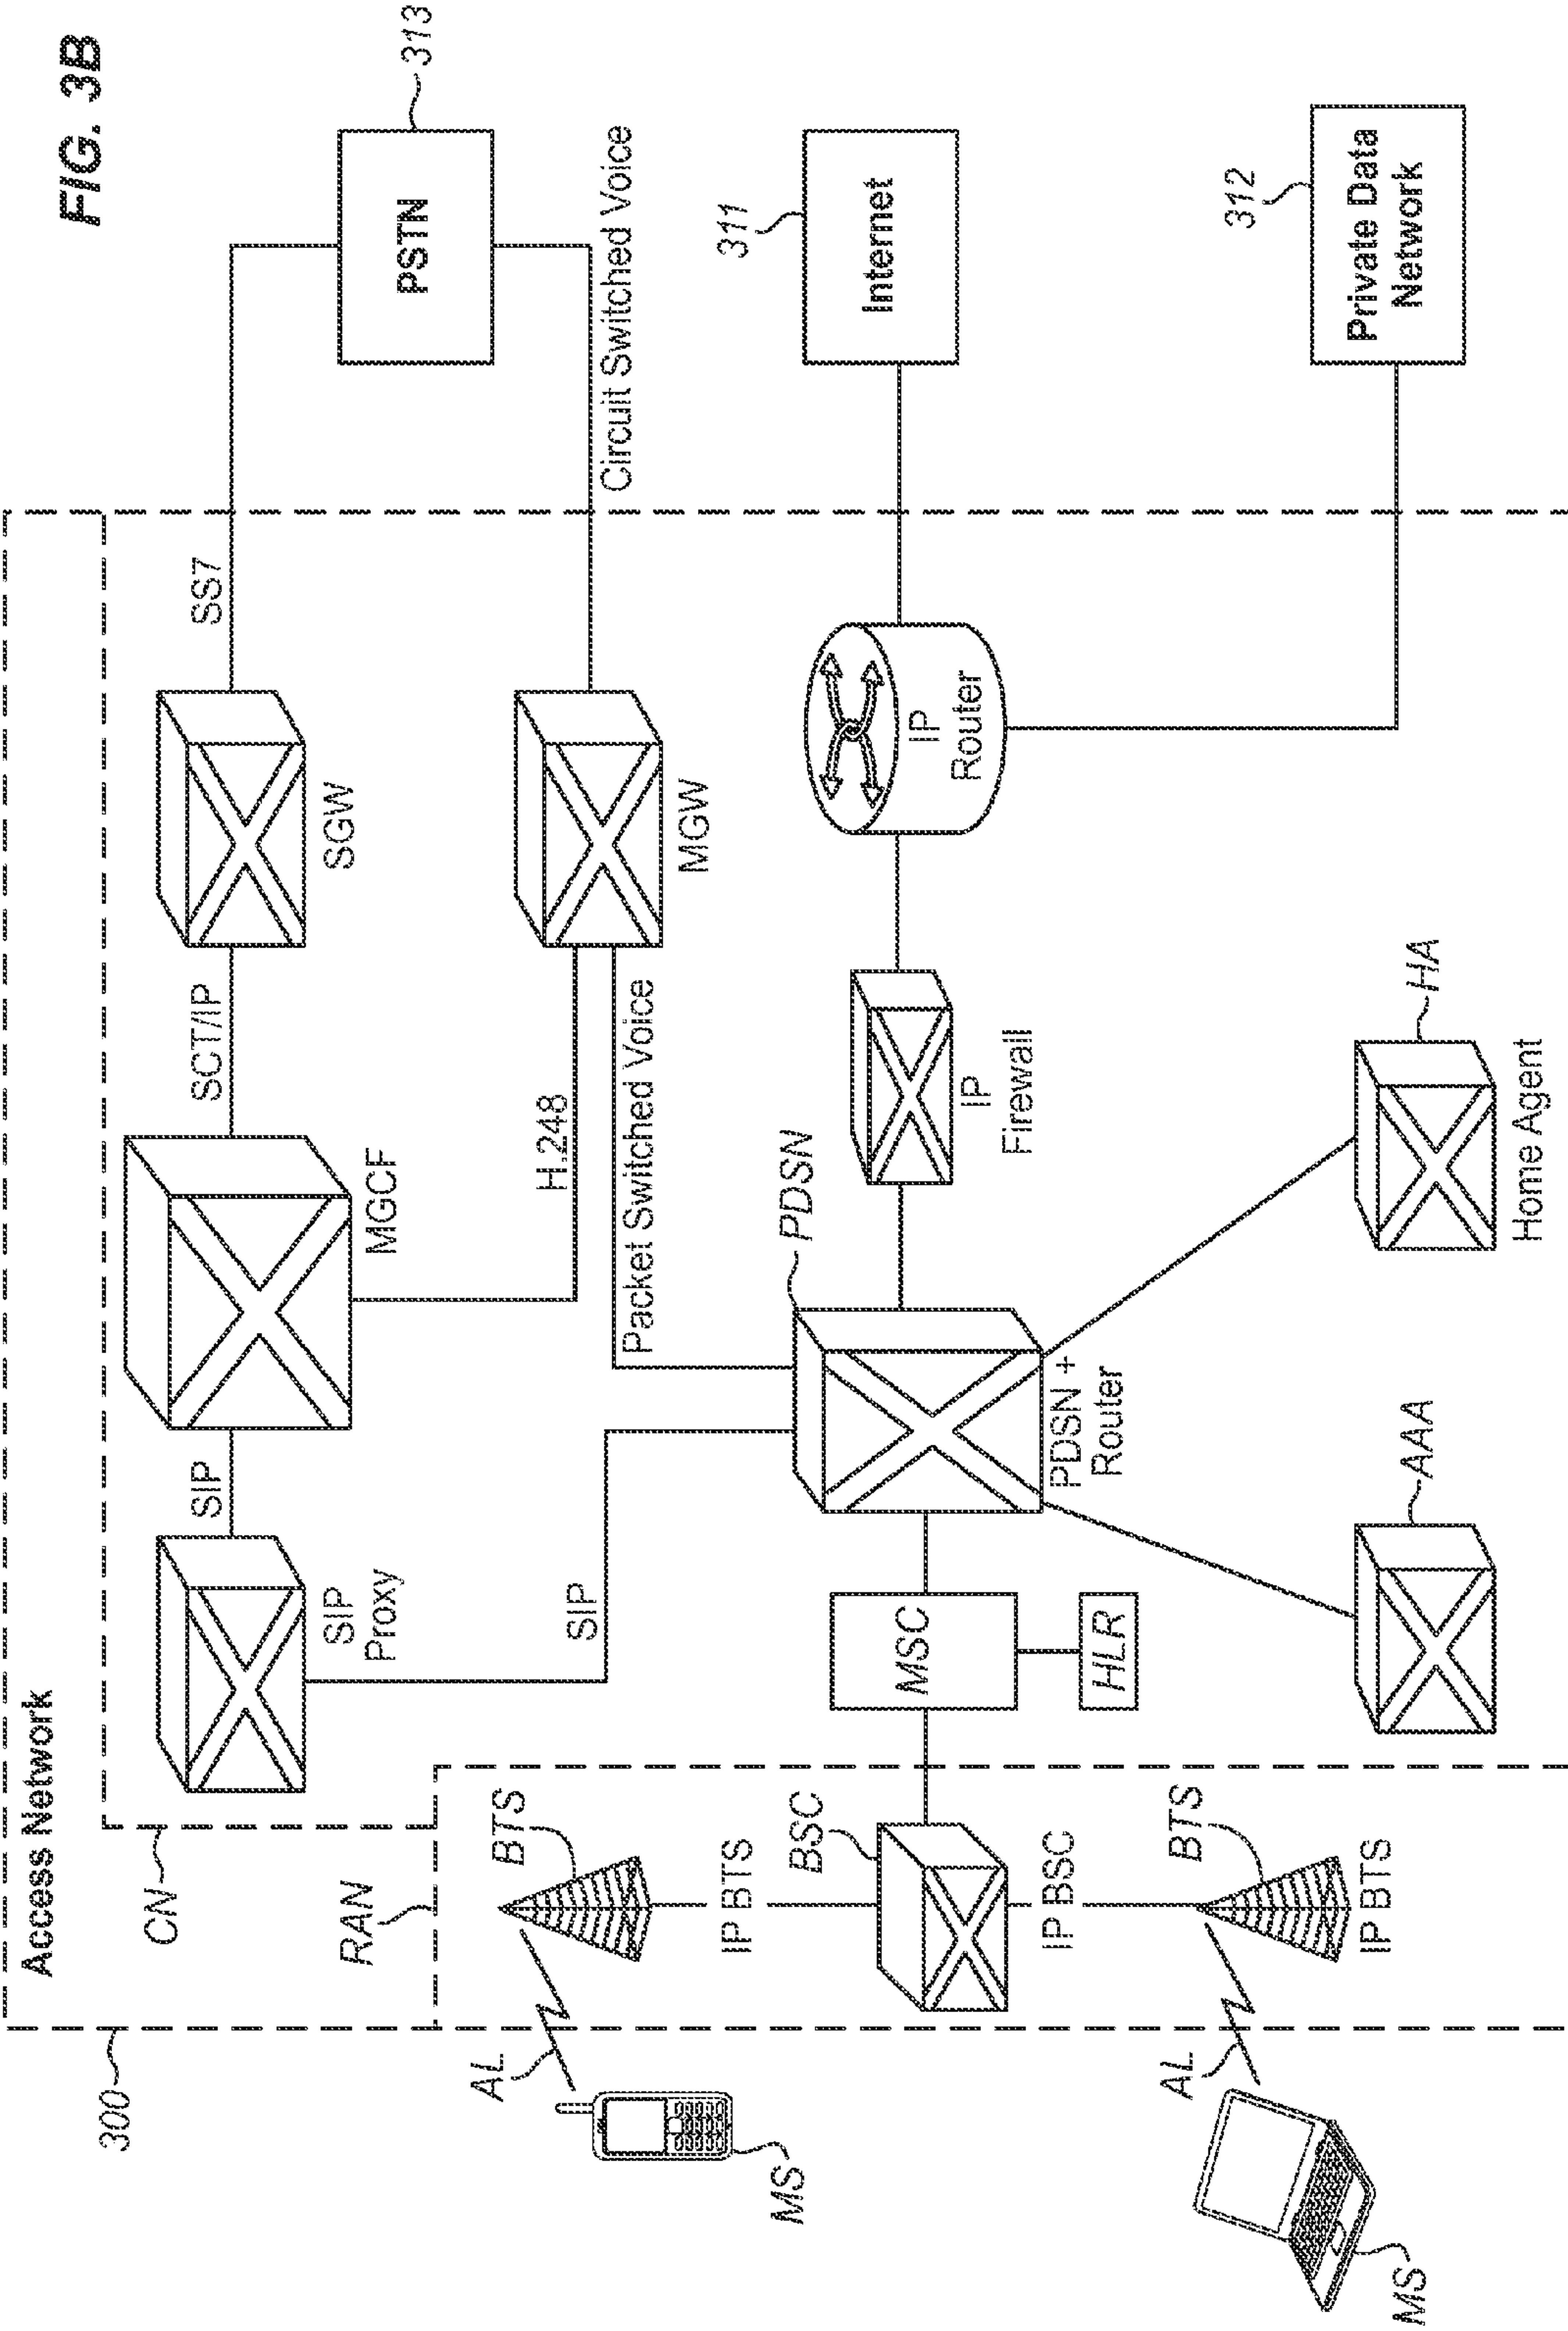 FIG. 3B
Access Network
300
CN
RAN
SIP
Proxy
SIP
MGCF
SCT/IP
SGW
SS7
PSTN
313
SIP
H.248
Packet Switched Voice
MGW
Circuit Switched Voice
AL
MS
BTS
IP BTS
BSC
IP BSC
MSC
HLR
PDSN
PDSN +
Router
IP
Firewall
IP
Router
Internet
311
AL
MS
BTS
IP BTS
AAA
HA
Home Agent
Private Data
Network
312